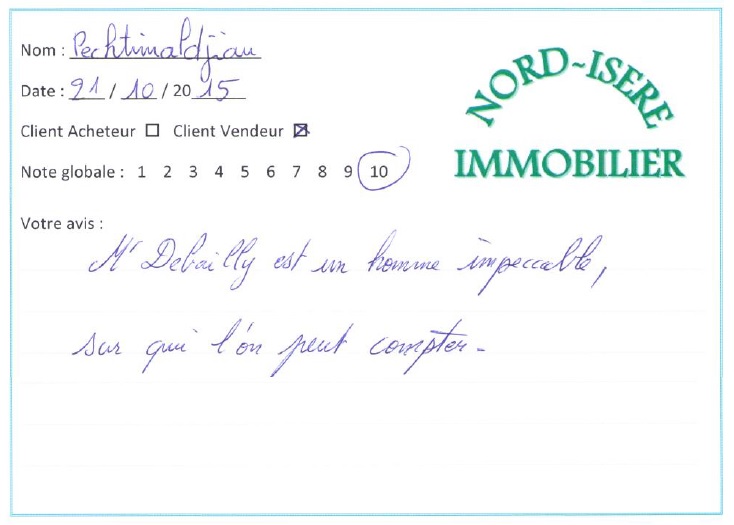 Nom : Pechtimaldjian
Date : 21 / 10 / 2015
Client Acheteur ☐ Client Vendeur ☒
Note globale : 1 2 3 4 5 6 7 8 9 10
NORD-ISERE
IMMOBILIER
Votre avis :
Mr Debailly est un homme impeccable,
sur qui l'on peut compter-